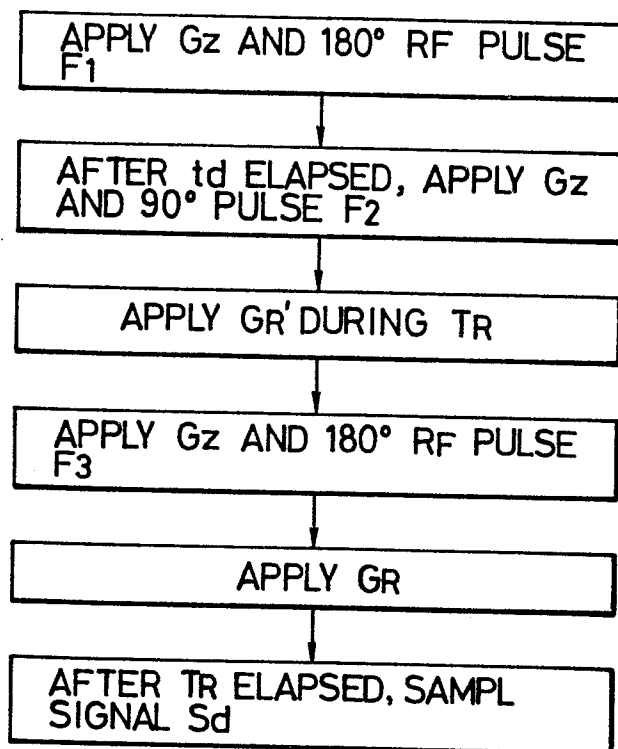 APPLY Gz AND 180° RF PULSE
F1
AFTER td ELAPSED, APPLY Gz
AND 90° PULSE F2
APPLY GR' DURING TR
APPLY Gz AND 180° RF PULSE
F3
APPLY GR
AFTER TR ELAPSED, SAMPL
SIGNAL Sd